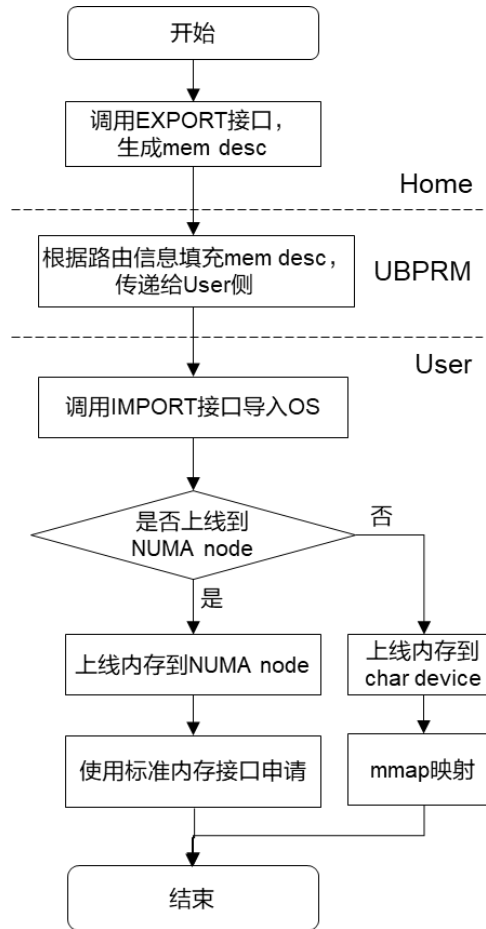 开始
调用EXPORT接口，
生成mem desc
Home
根据路由信息填充mem desc，
传递给User侧
UBPRM
User
调用IMPORT接口导入OS
是否上线到
NUMA node
否
是
上线内存到NUMA node
上线内存到
char device
使用标准内存接口申请
mmap映射
结束